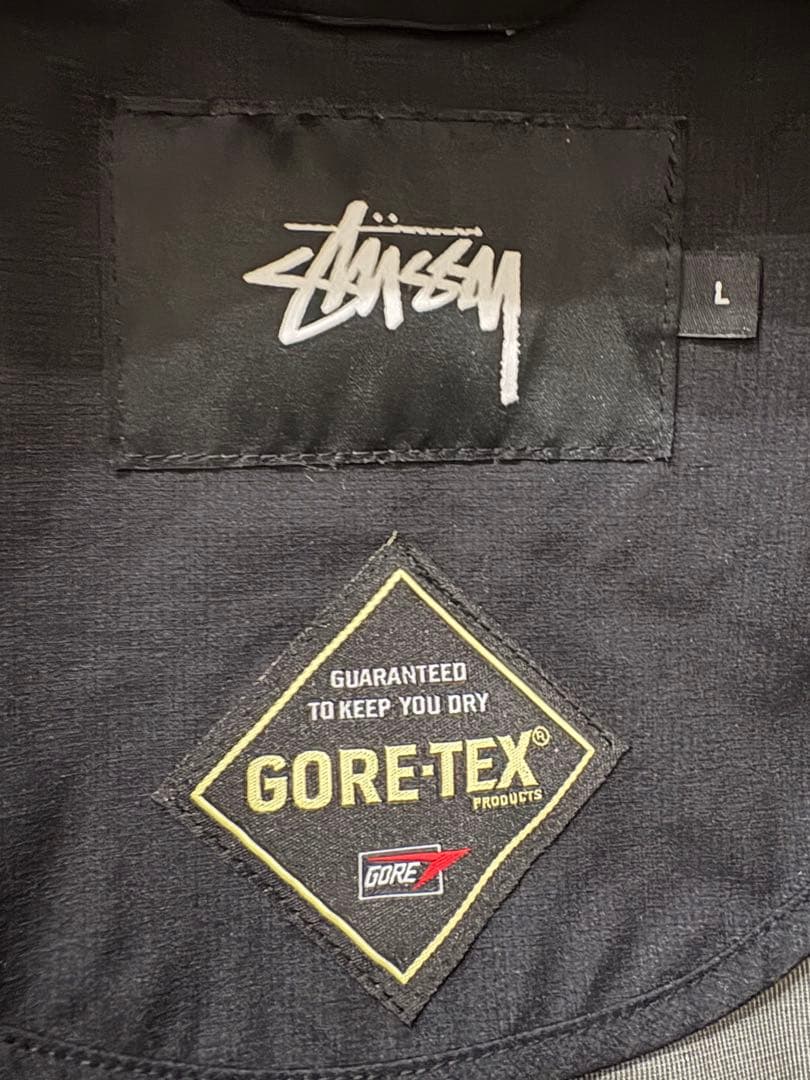 Stüssy
L
GUARANTEED
TO KEEP YOU DRY
GORE-TEX®
PRODUCTS
GORE